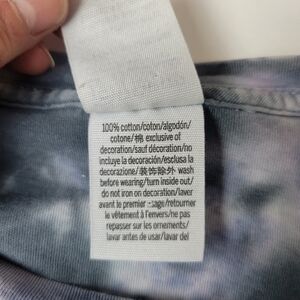 100% cotton/coton/algodón/
cotone/棉 exclusive of
decoration/sauf décoration/no
incluye la decoración/esclusa la
decorazione/装饰除外 wash
before wearing/turn inside out/
do not iron on decoration/laver
avant le premier usage/retourner
le vêtement à l'envers/ne pas
repasser sur les ornements/
lavar antes de usar/lavar del